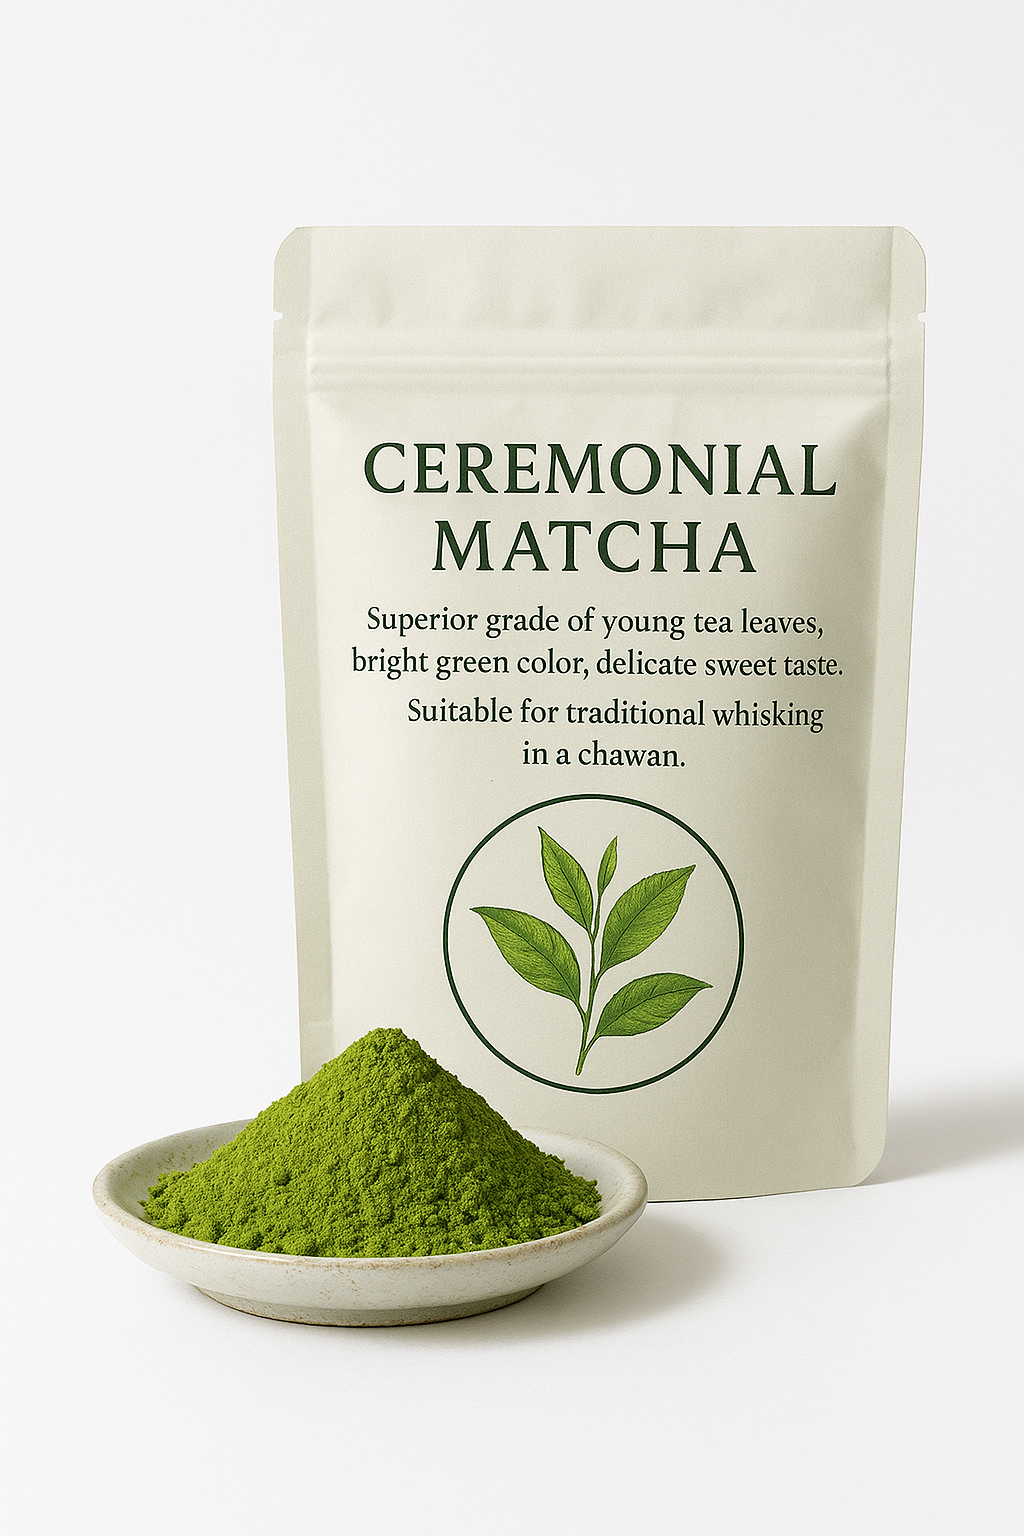 CEREMONIAL
MATCHA
Superior grade of young tea leaves,
bright green color, delicate sweet taste.
Suitable for traditional whisking
in a chawan.